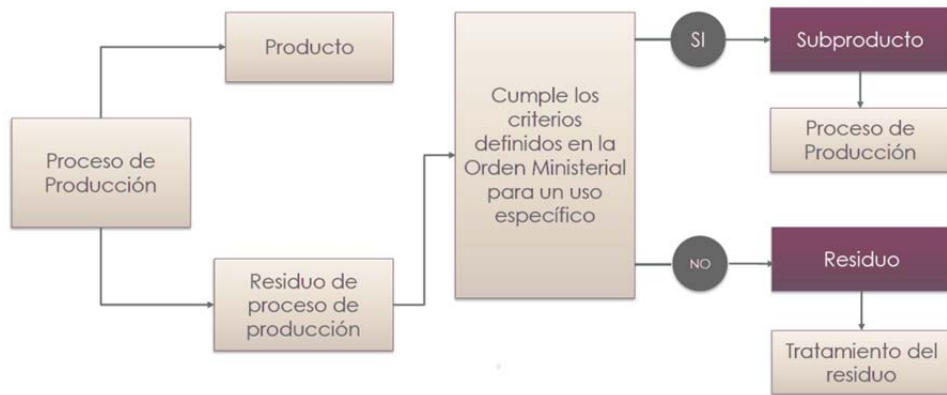 Proceso de
Producción
Producto
Residuo de
proceso de
producción
Cumple los
criterios
definidos en la
Orden Ministerial
para un uso
específico
SI
Subproducto
Proceso de
Producción
NO
Residuo
Tratamiento del
residuo